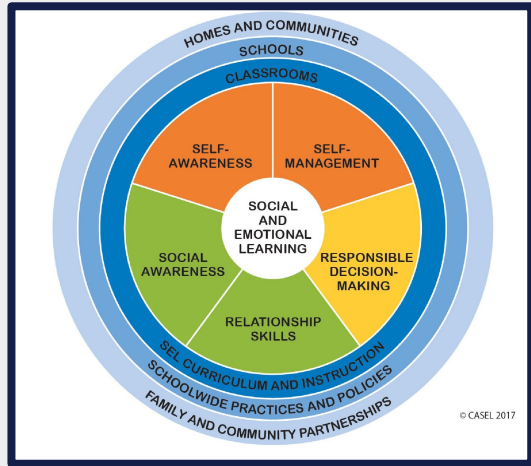 HOMES AND COMMUNITIES
SCHOOLS
CLASSROOMS
SELF-
AWARENESS
SELF-
MANAGEMENT
SOCIAL
AND
EMOTIONAL
LEARNING
SOCIAL
AWARENESS
RESPONSIBLE
DECISION-
MAKING
RELATIONSHIP
SKILLS
SEL CURRICULUM AND INSTRUCTION
SCHOOLWIDE PRACTICES AND POLICIES
FAMILY AND COMMUNITY PARTNERSHIPS
© CASEL 2017